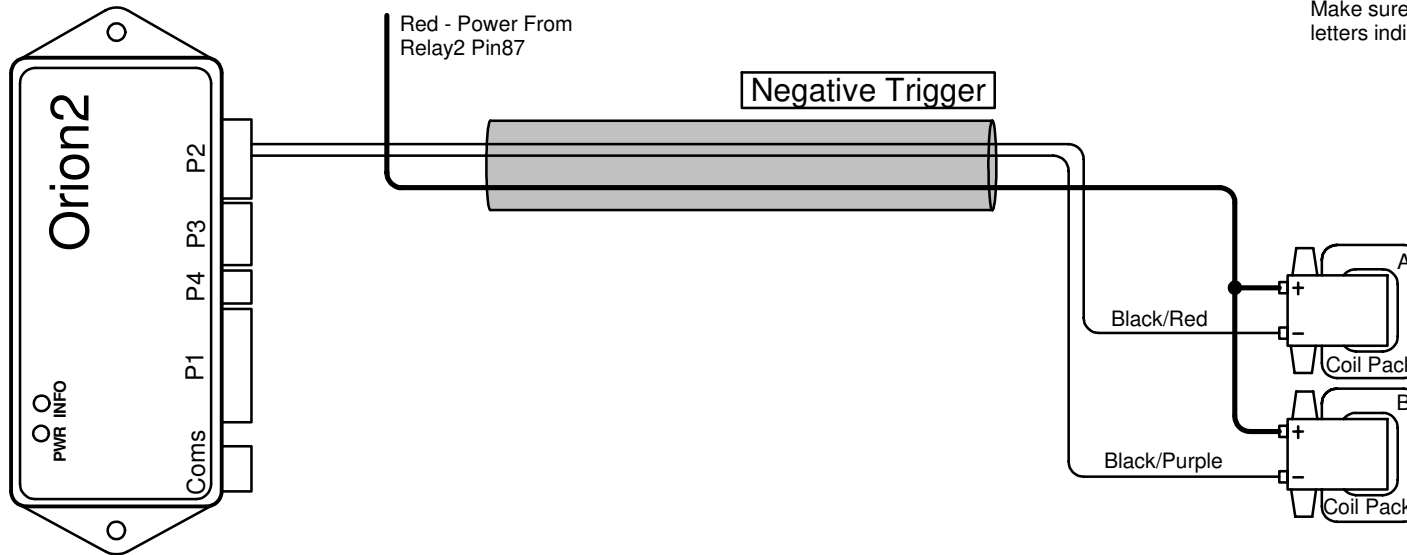 Make sure
letters indi
Red - Power From
Relay2 Pin87
Negative Trigger
Orion2
P2
P3
P4
P1
Coms
PWR INFO
Black/Red
Black/Purple
A
+
−
Coil Pack
B
+
−
Coil Pack